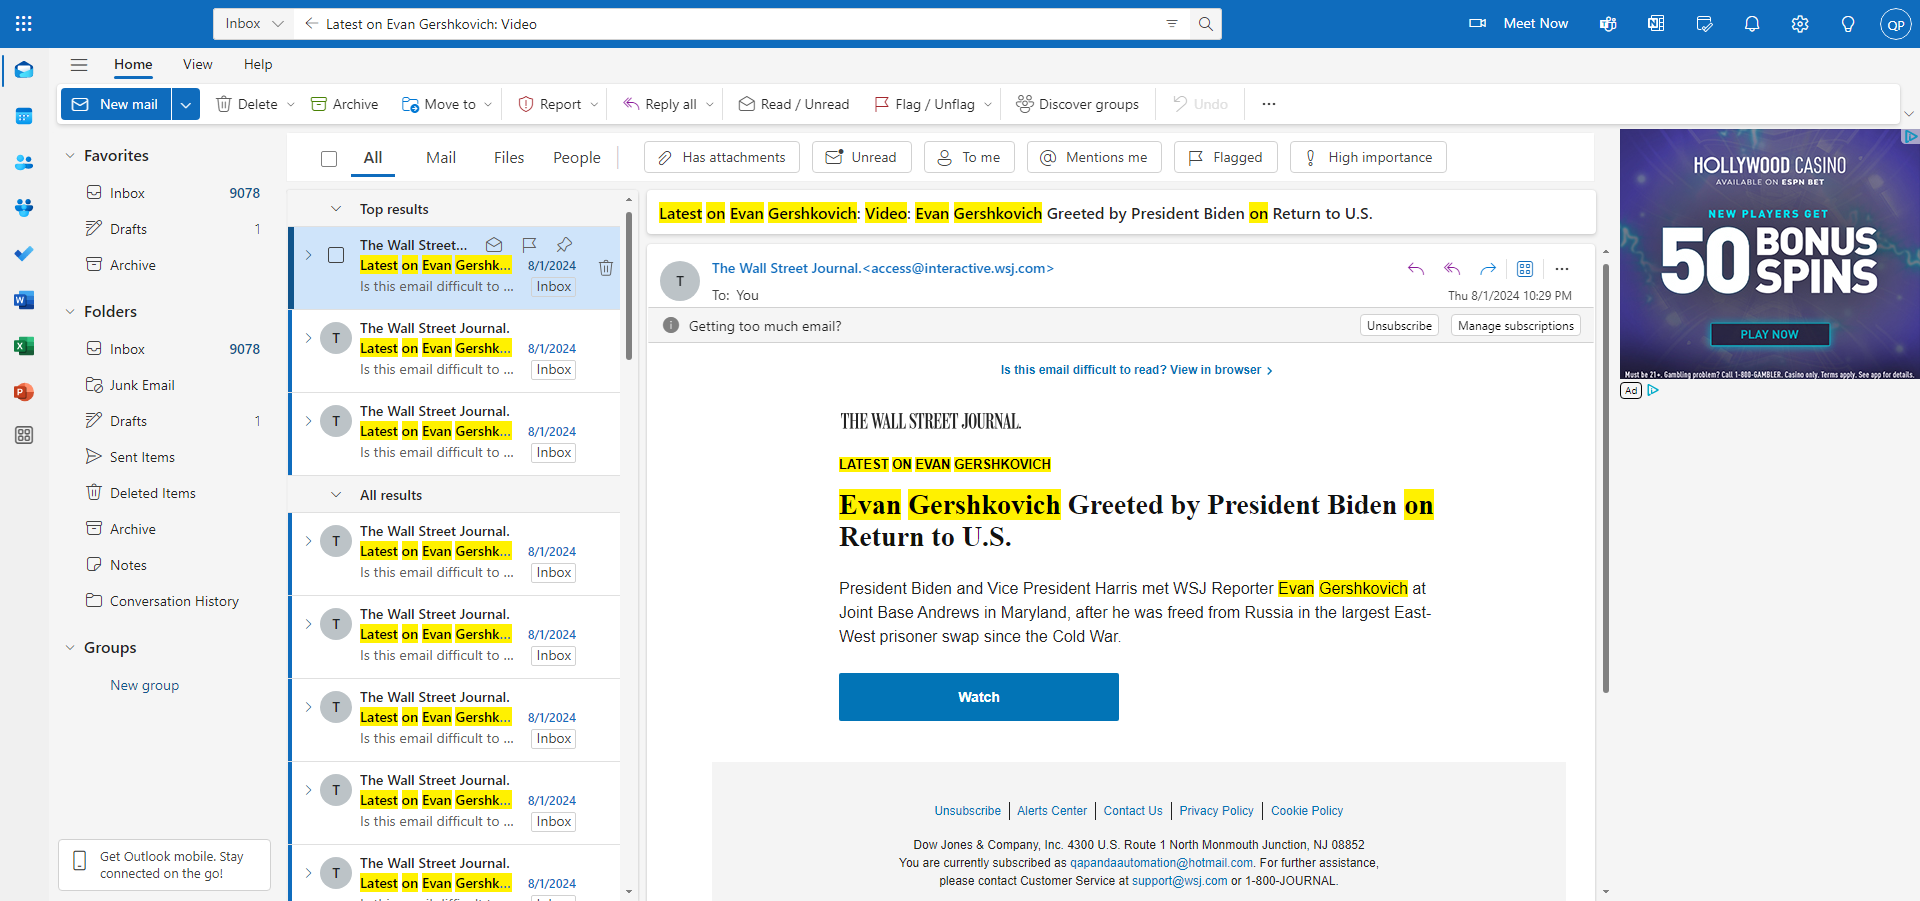 Inbox
Latest on Evan Gershkovich: Video
Meet Now
QP
Home View Help
New mail
Delete
Archive
Move to
Report
Reply all
Read / Unread
Flag / Unflag
Discover groups
Undo
Favorites
Inbox 9078
Drafts 1
Archive
Folders
Inbox 9078
Junk Email
Drafts 1
Sent Items
Deleted Items
Archive
Notes
Conversation History
Groups
New group
Get Outlook mobile. Stay
connected on the go!
All Mail Files People
Has attachments
Unread
To me
Mentions me
Flagged
High importance
Top results
The Wall Street...
Latest on Evan Gershk... 8/1/2024
Is this email difficult to ... Inbox
T
The Wall Street Journal.
Latest on Evan Gershk... 8/1/2024
Is this email difficult to ... Inbox
T
The Wall Street Journal.
Latest on Evan Gershk... 8/1/2024
Is this email difficult to ... Inbox
All results
T
The Wall Street Journal.
Latest on Evan Gershk... 8/1/2024
Is this email difficult to ... Inbox
T
The Wall Street Journal.
Latest on Evan Gershk... 8/1/2024
Is this email difficult to ... Inbox
T
The Wall Street Journal.
Latest on Evan Gershk... 8/1/2024
Is this email difficult to ... Inbox
T
The Wall Street Journal.
Latest on Evan Gershk... 8/1/2024
Is this email difficult to ... Inbox
T
The Wall Street Journal.
Latest on Evan Gershk... 8/1/2024
Latest on Evan Gershkovich: Video: Evan Gershkovich Greeted by President Biden on Return to U.S.
T
The Wall Street Journal.<access@interactive.wsj.com>
To: You
Thu 8/1/2024 10:29 PM
Getting too much email?
Unsubscribe
Manage subscriptions
Is this email difficult to read? View in browser ›
THE WALL STREET JOURNAL.
LATEST ON EVAN GERSHKOVICH
Evan Gershkovich Greeted by President Biden on
Return to U.S.
President Biden and Vice President Harris met WSJ Reporter Evan Gershkovich at
Joint Base Andrews in Maryland, after he was freed from Russia in the largest East-
West prisoner swap since the Cold War.
Watch
Unsubscribe | Alerts Center | Contact Us | Privacy Policy | Cookie Policy
Dow Jones & Company, Inc. 4300 U.S. Route 1 North Monmouth Junction, NJ 08852
You are currently subscribed as qapandaautomation@hotmail.com. For further assistance,
please contact Customer Service at support@wsj.com or 1-800-JOURNAL.
HOLLYWOOD CASINO
AVAILABLE ON ESPN BET
NEW PLAYERS GET
50 BONUS
SPINS
PLAY NOW
Must be 21+. Gambling problem? Call 1-800-GAMBLER. Casino only. Terms apply. See app for details.
Ad